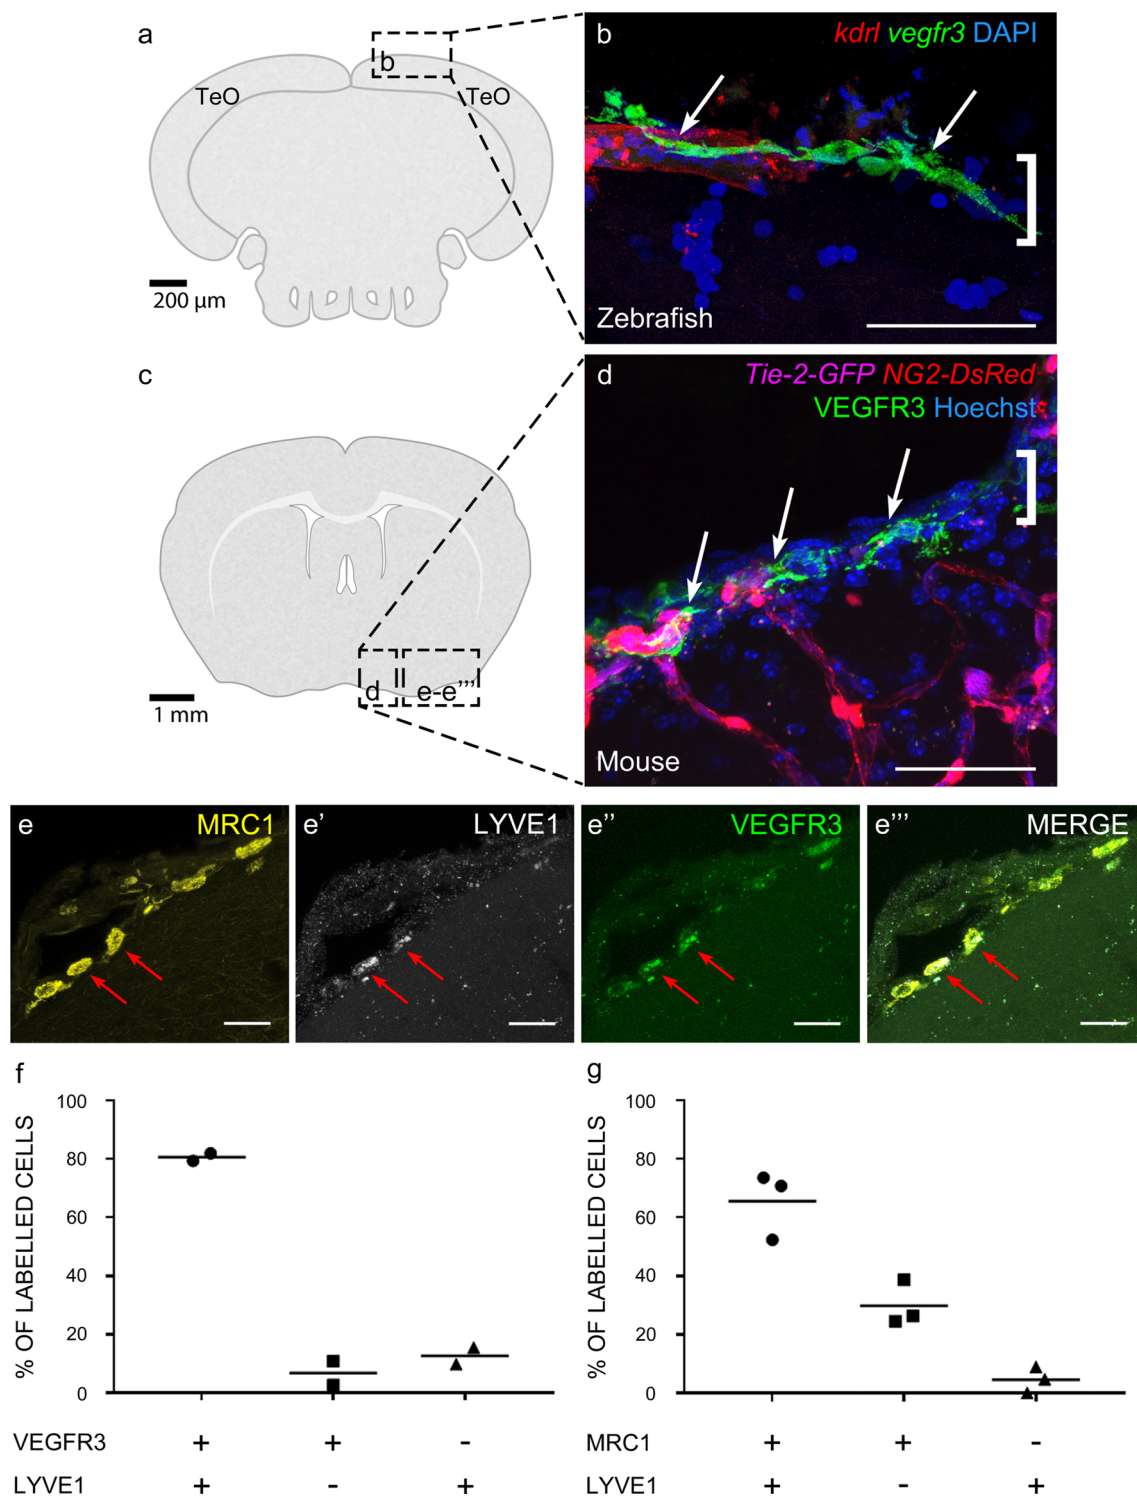 a
b
TeO
TeO
200 µm
b
kdrl vegfr3 DAPI
Zebrafish
c
d
e-e’’’
1 mm
d
Tie-2-GFP NG2-DsRed
VEGFR3 Hoechst
Mouse
e
MRC1
e’
LYVE1
e’’
VEGFR3
e’’’
MERGE
f
% OF LABELLED CELLS
100
80
60
40
20
0
VEGFR3 + + -
LYVE1 + - +
g
% OF LABELLED CELLS
100
80
60
40
20
0
MRC1 + + -
LYVE1 + - +